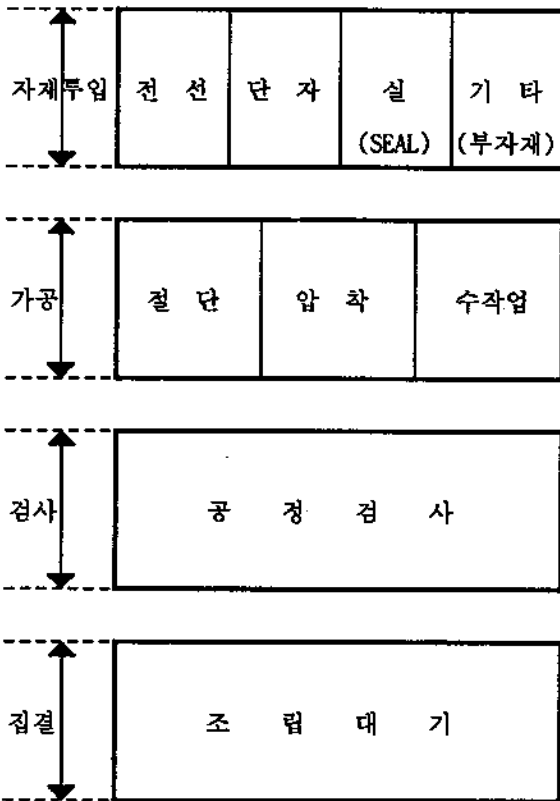 자재투입 전 선 단 자 실 기 타
(SEAL) (부자재)
가공 절 단 압 착 수작업
검사 공 정 검 사
집결 조 립 대 기